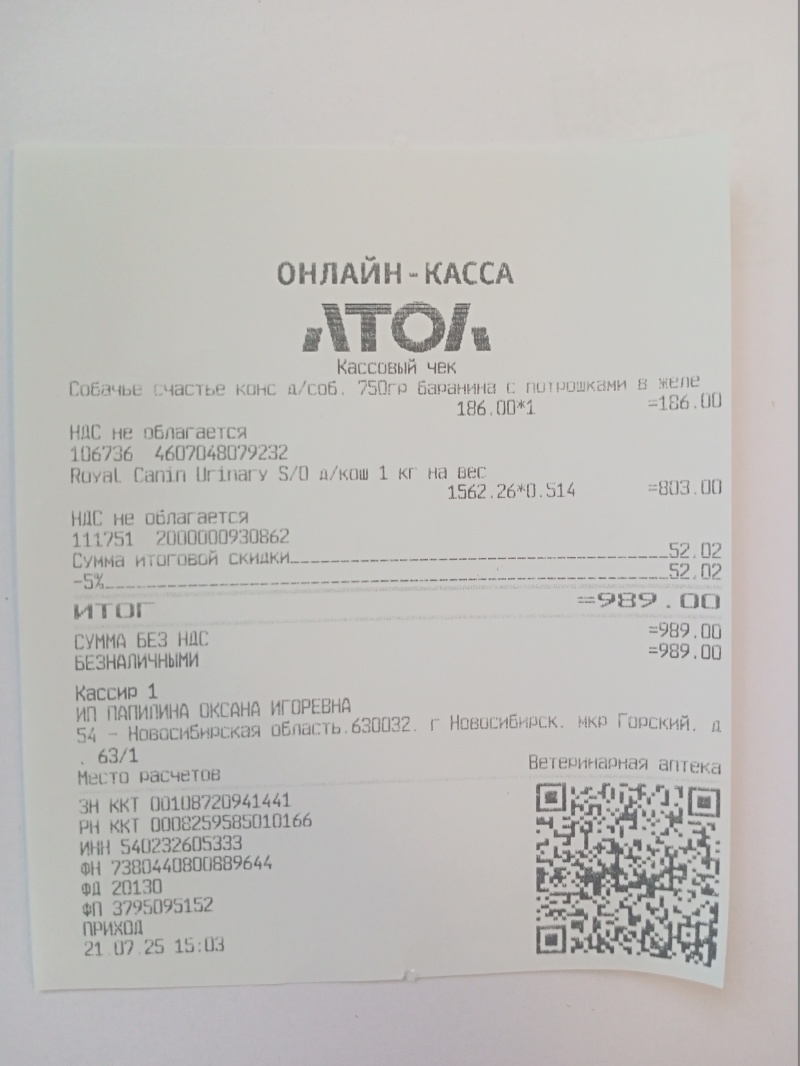 ОНЛАЙН-КАССА
АТОЛ
Кассовый чек
Собачье счастье конс д/соб. 750гр баранина с потрошками в желе
186.00*1 =186.00
НДС не облагается
106736 4607048079232
Royal Canin Urinary S/O д/кош 1 кг на вес
1562.26*0.514 =803.00
НДС не облагается
111751 2000000930862
Сумма итоговой скидки 52.02
-5% 52.02
ИТОГ =989.00
СУММА БЕЗ НДС =989.00
БЕЗНАЛИЧНЫМИ =989.00
Кассир 1
ИП ПАПИЛИНА ОКСАНА ИГОРЕВНА
54 - Новосибирская область.630032. г Новосибирск. мкр Горский. д
. 63/1
Место расчетов Ветеринарная аптека
ЗН ККТ 00108720941441
РН ККТ 0008259585010166
ИНН 540232605333
ФН 7380440800889644
ФД 20130
ФП 3795095152
ПРИХОД
21.07.25 15:03